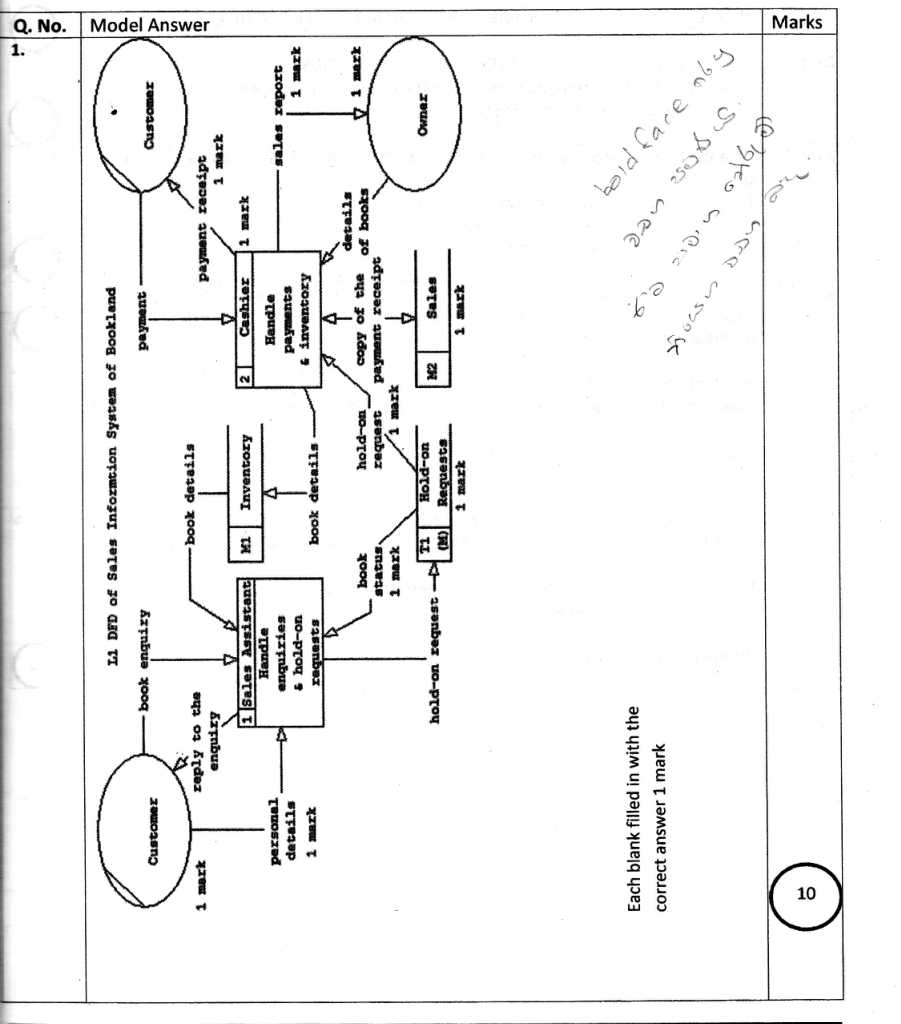 Q. No.
Model Answer
Marks
1.
L1 DFD of Sales Informtion System of Bookland
Customer
1 mark
book enquiry
reply to the
enquiry
personal
details
1 mark
1 Sales Assistant
Handle
enquiries
& hold-on
requests
book details
M1 Inventory
book details
hold-on request
book
status
1 mark
T1 (M) Hold-on
Requests
1 mark
hold-on
request
1 mark
Customer
payment
payment receipt
1 mark
2 Cashier
1 mark
Handle
payments
& inventory
sales report
1 mark
Owner
1 mark
details
of books
copy of the
payment receipt
M2 Sales
1 mark
Each blank filled in with the
correct answer 1 mark
bold face
10